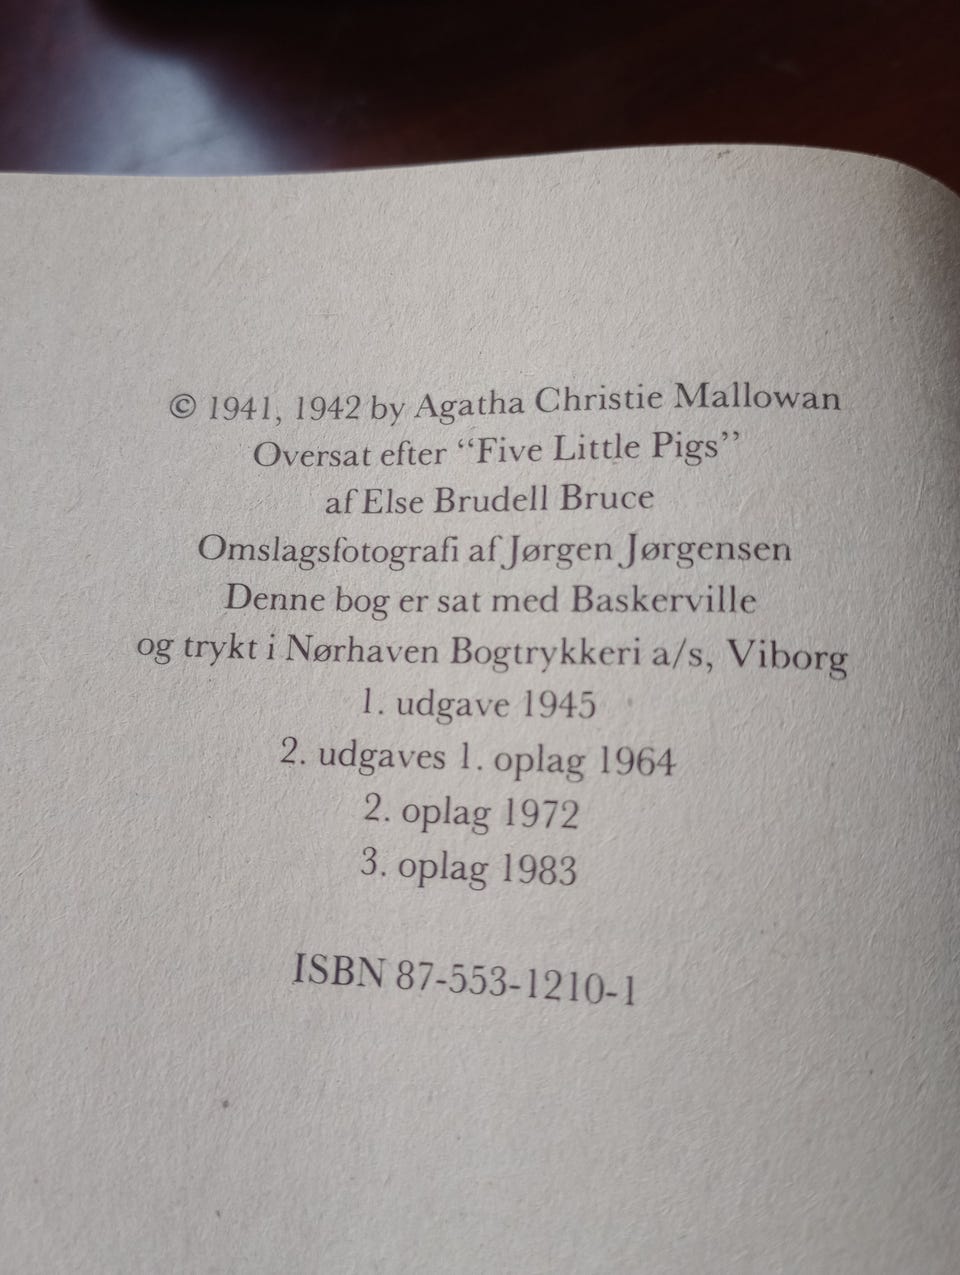 © 1941, 1942 by Agatha Christie Mallowan
Oversat efter “Five Little Pigs”
af Else Brudell Bruce
Omslagsfotografi af Jørgen Jørgensen
Denne bog er sat med Baskerville
og trykt i Nørhaven Bogtrykkeri a/s, Viborg
1. udgave 1945
2. udgaves 1. oplag 1964
2. oplag 1972
3. oplag 1983
ISBN 87-553-1210-1